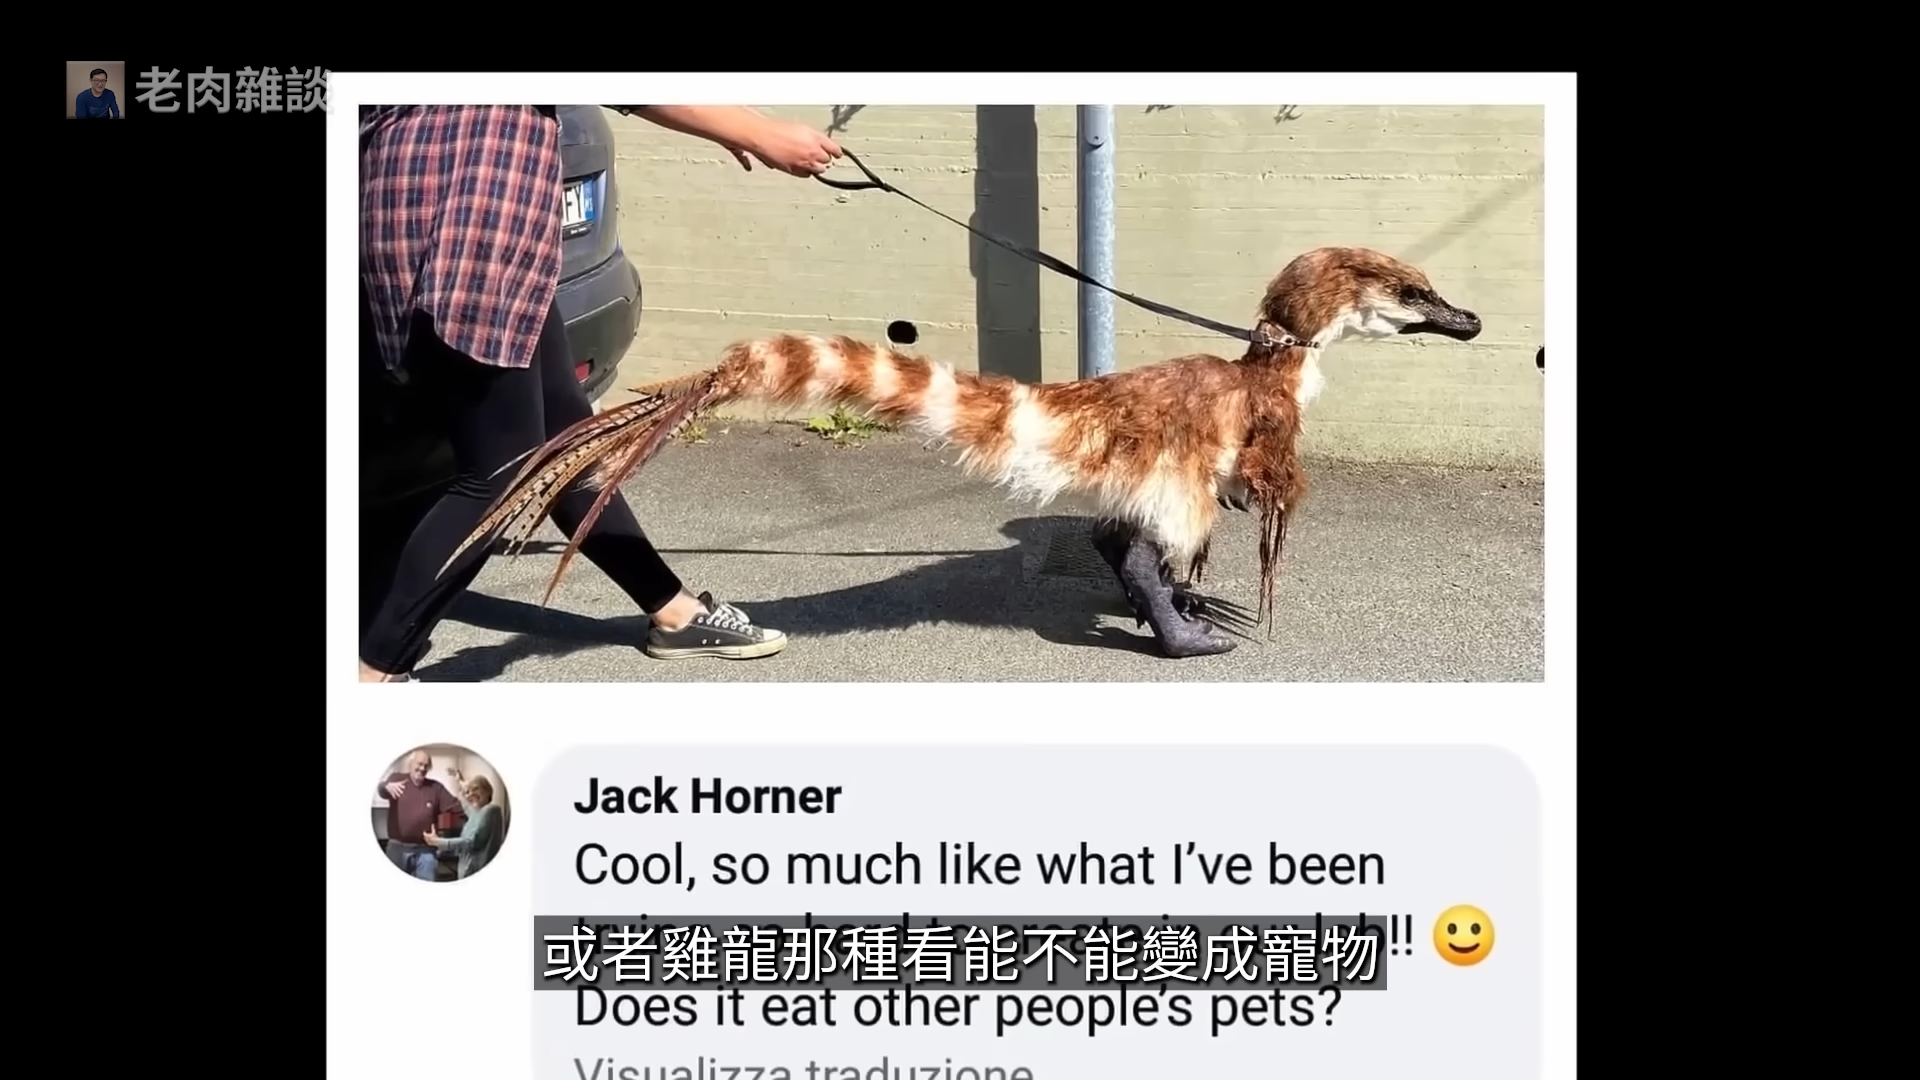 老肉雜談
FY
Jack Horner
Cool, so much like what I've been
!! 🙂
或者雞龍那種看能不能變成寵物
Does it eat other people's pets?
Visualizza traduzione